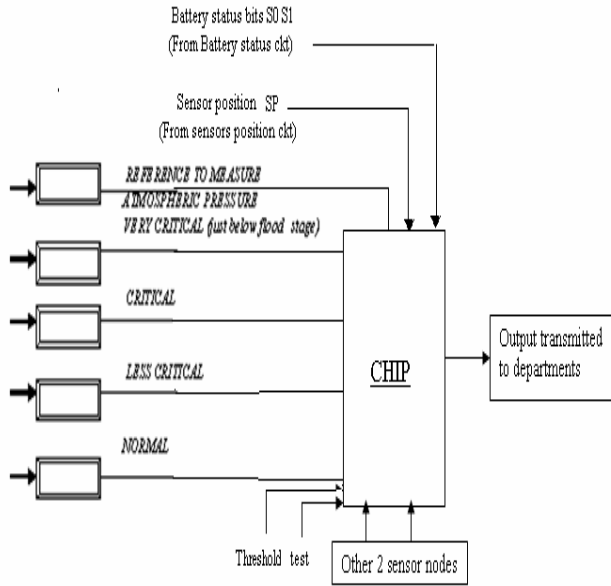 Battery status bits S0 S1
(From Battery status ckt)
Sensor position SP
(From sensors position ckt)
REFERENCE TO MEASURE
ATMOSPHERIC PRESSURE
VERY CRITICAL (just below flood stage)
CRITICAL
LESS CRITICAL
NORMAL
CHIP
Output transmitted
to departments
Threshold test
Other 2 sensor nodes